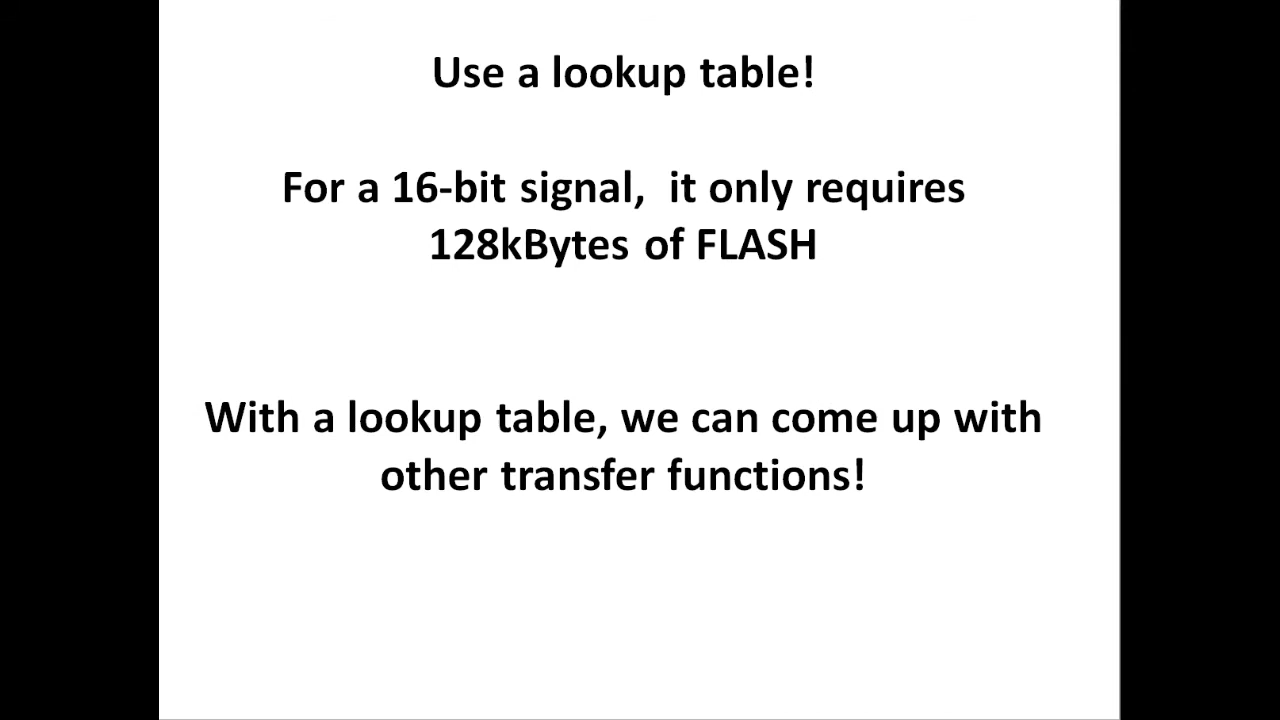 Use a lookup table!
For a 16-bit signal,  it only requires
128kBytes of FLASH
With a lookup table, we can come up with
other transfer functions!